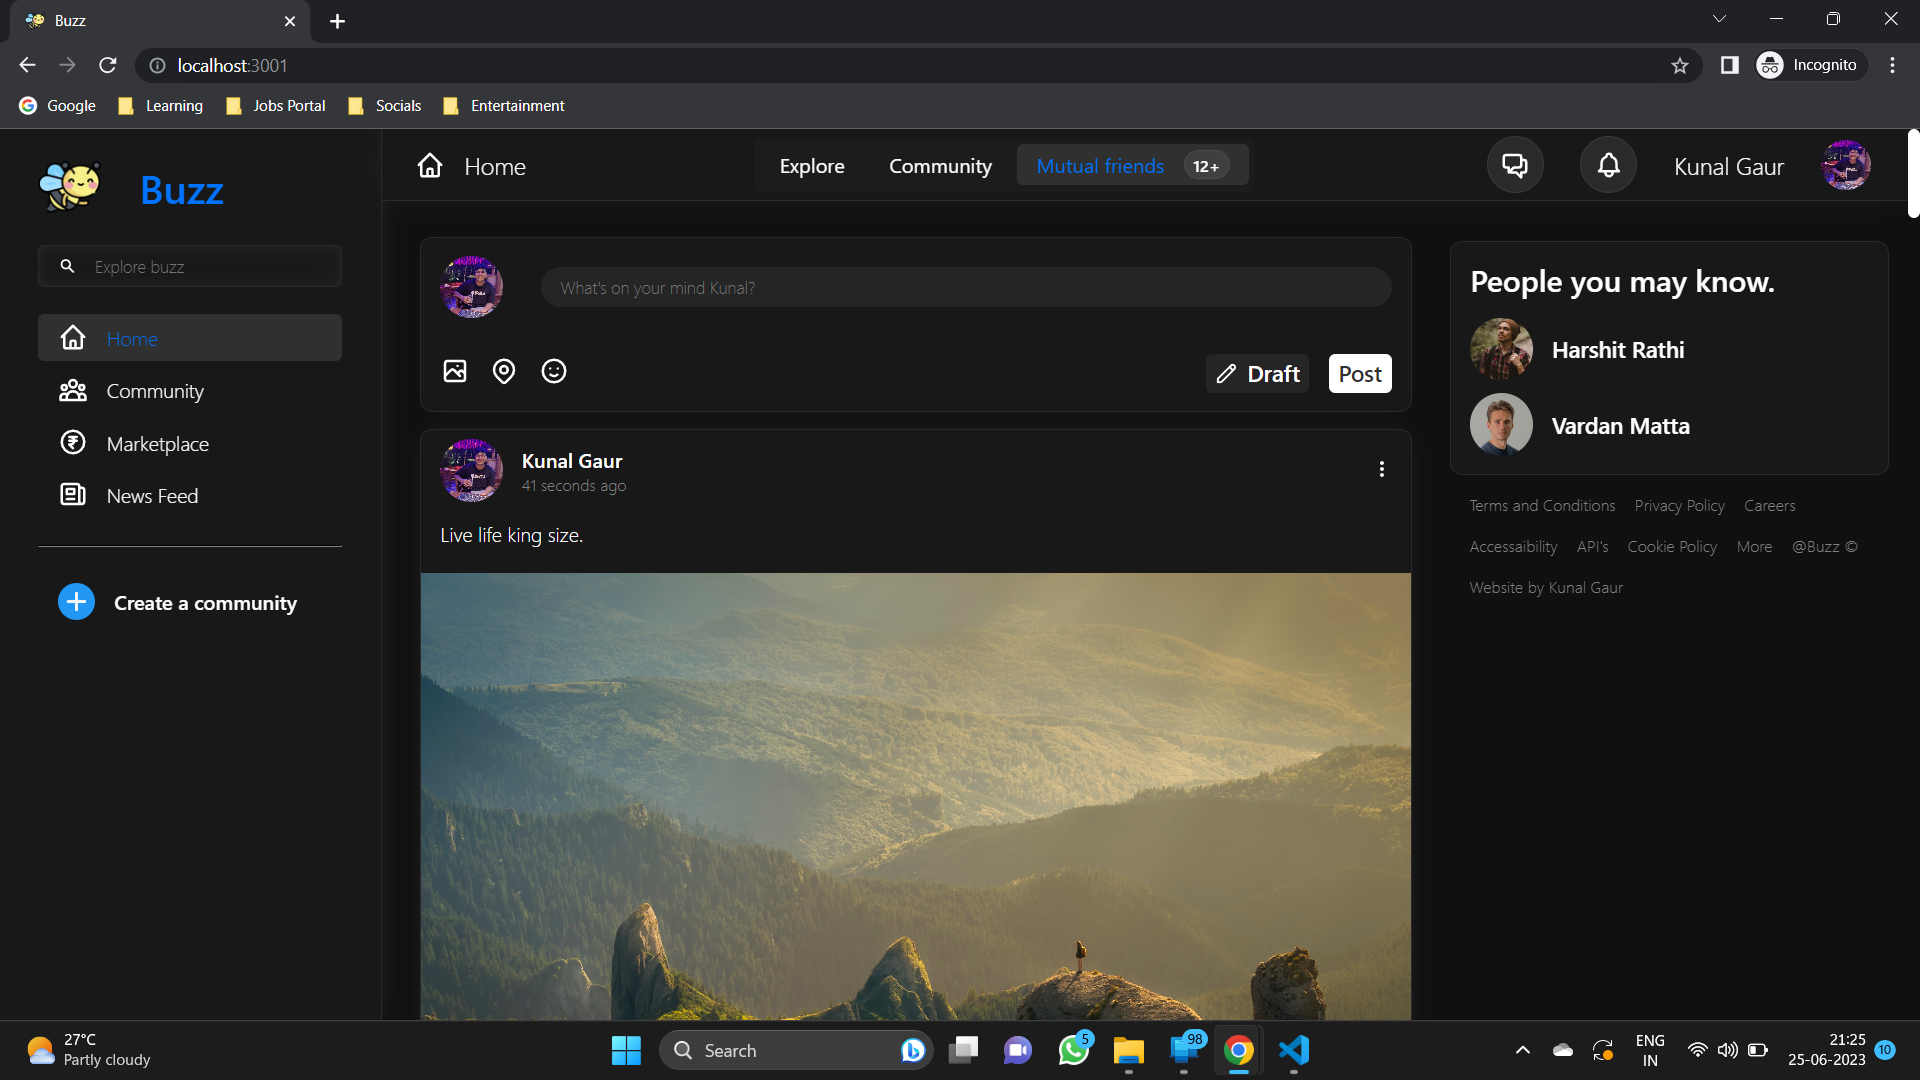 Buzz
localhost:3001
Incognito
Google
Learning
Jobs Portal
Socials
Entertainment
Buzz
Home
Explore
Community
Mutual friends
12+
Kunal Gaur
Explore buzz
Home
Community
Marketplace
News Feed
Create a community
What's on your mind Kunal?
Draft
Post
Kunal Gaur
41 seconds ago
Live life king size.
People you may know.
Harshit Rathi
Vardan Matta
Terms and Conditions Privacy Policy Careers
Accessaibility API's Cookie Policy More @Buzz ©
Website by Kunal Gaur
27°C
Partly cloudy
Search
5
98
ENG
IN
21:25
25-06-2023
10